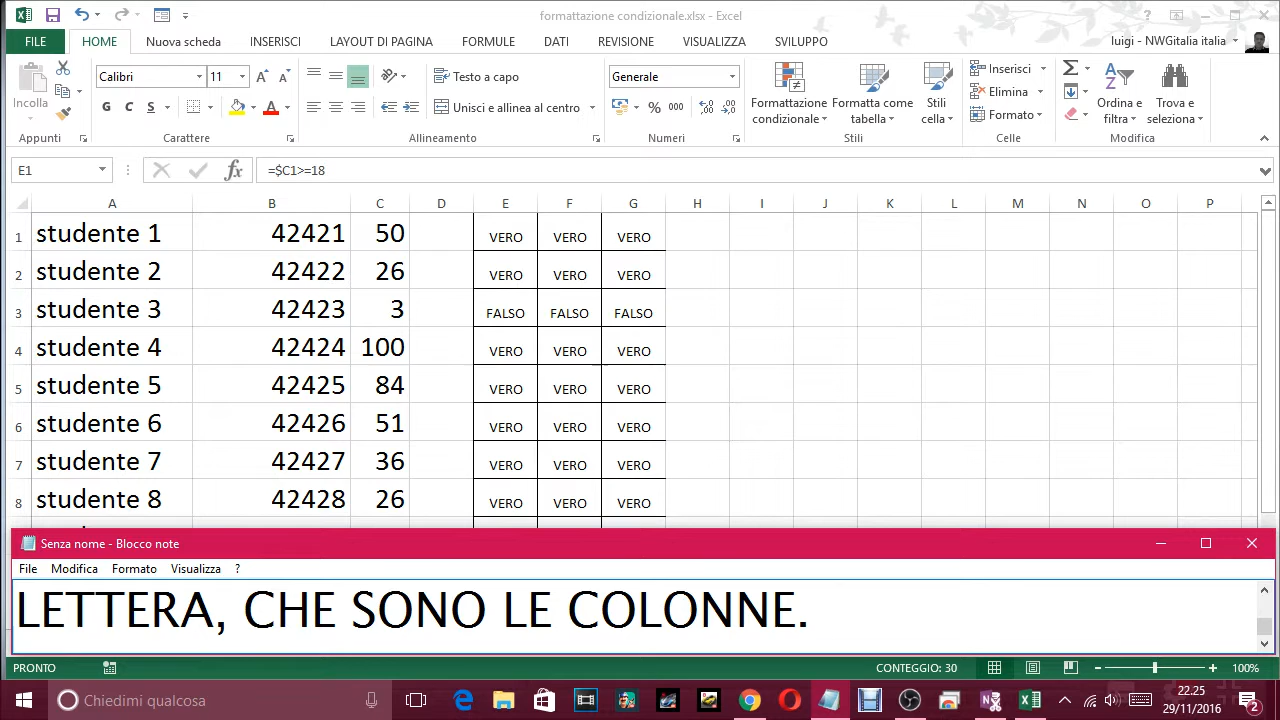 formattazione condizionale.xlsx - Excel
FILE HOME Nuova scheda INSERISCI LAYOUT DI PAGINA FORMULE DATI REVISIONE VISUALIZZA SVILUPPO luigi - NWGitalia italia
Incolla
Calibri 11
G C S
Testo a capo
Unisci e allinea al centro
Generale
% 000
Formattazione condizionale
Formatta come tabella
Stili cella
Inserisci
Elimina
Formato
Ordina e filtra
Trova e seleziona
Appunti Carattere Allineamento Numeri Stili Celle Modifica
E1 fx =$C1>=18
A B C D E F G H I J K L M N O P
1 studente 1 42421 50 VERO VERO VERO
2 studente 2 42422 26 VERO VERO VERO
3 studente 3 42423 3 FALSO FALSO FALSO
4 studente 4 42424 100 VERO VERO VERO
5 studente 5 42425 84 VERO VERO VERO
6 studente 6 42426 51 VERO VERO VERO
7 studente 7 42427 36 VERO VERO VERO
8 studente 8 42428 26 VERO VERO VERO
Senza nome - Blocco note
File Modifica Formato Visualizza ?
LETTERA, CHE SONO LE COLONNE.
PRONTO CONTEGGIO: 30 100%
Chiedimi qualcosa 22.25
29/11/2016 2